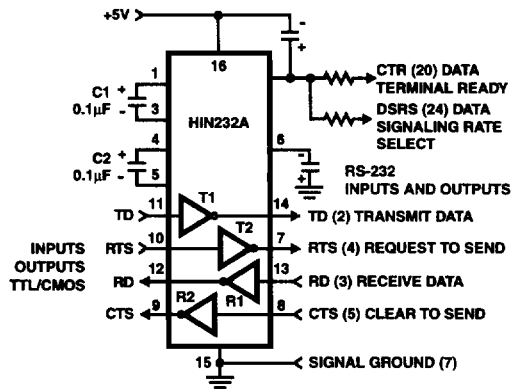 +5V
-
+
16
1
CTR (20) DATA
TERMINAL READY
C1
+
0.1µF
-
3
HIN232A
DSRS (24) DATA
SIGNALING RATE
SELECT
4
6
C2
+
0.1µF
-
5
-
+
RS-232
INPUTS AND OUTPUTS
TD
11
T1
14
TD (2) TRANSMIT DATA
INPUTS
OUTPUTS
TTL/CMOS
RTS
10
T2
7
RTS (4) REQUEST TO SEND
RD
12
R1
13
RD (3) RECEIVE DATA
CTS
9
R2
8
CTS (5) CLEAR TO SEND
15
SIGNAL GROUND (7)